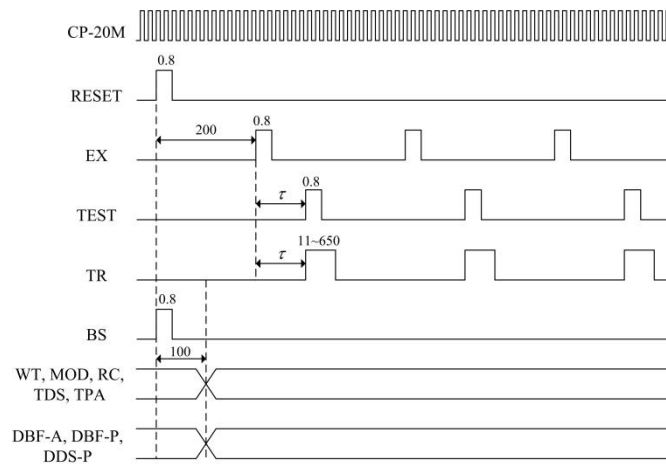 CP-20M
0.8
RESET
200
0.8
EX
τ
0.8
TEST
τ
11~650
TR
0.8
BS
100
WT, MOD, RC,
TDS, TPA
DBF-A, DBF-P,
DDS-P